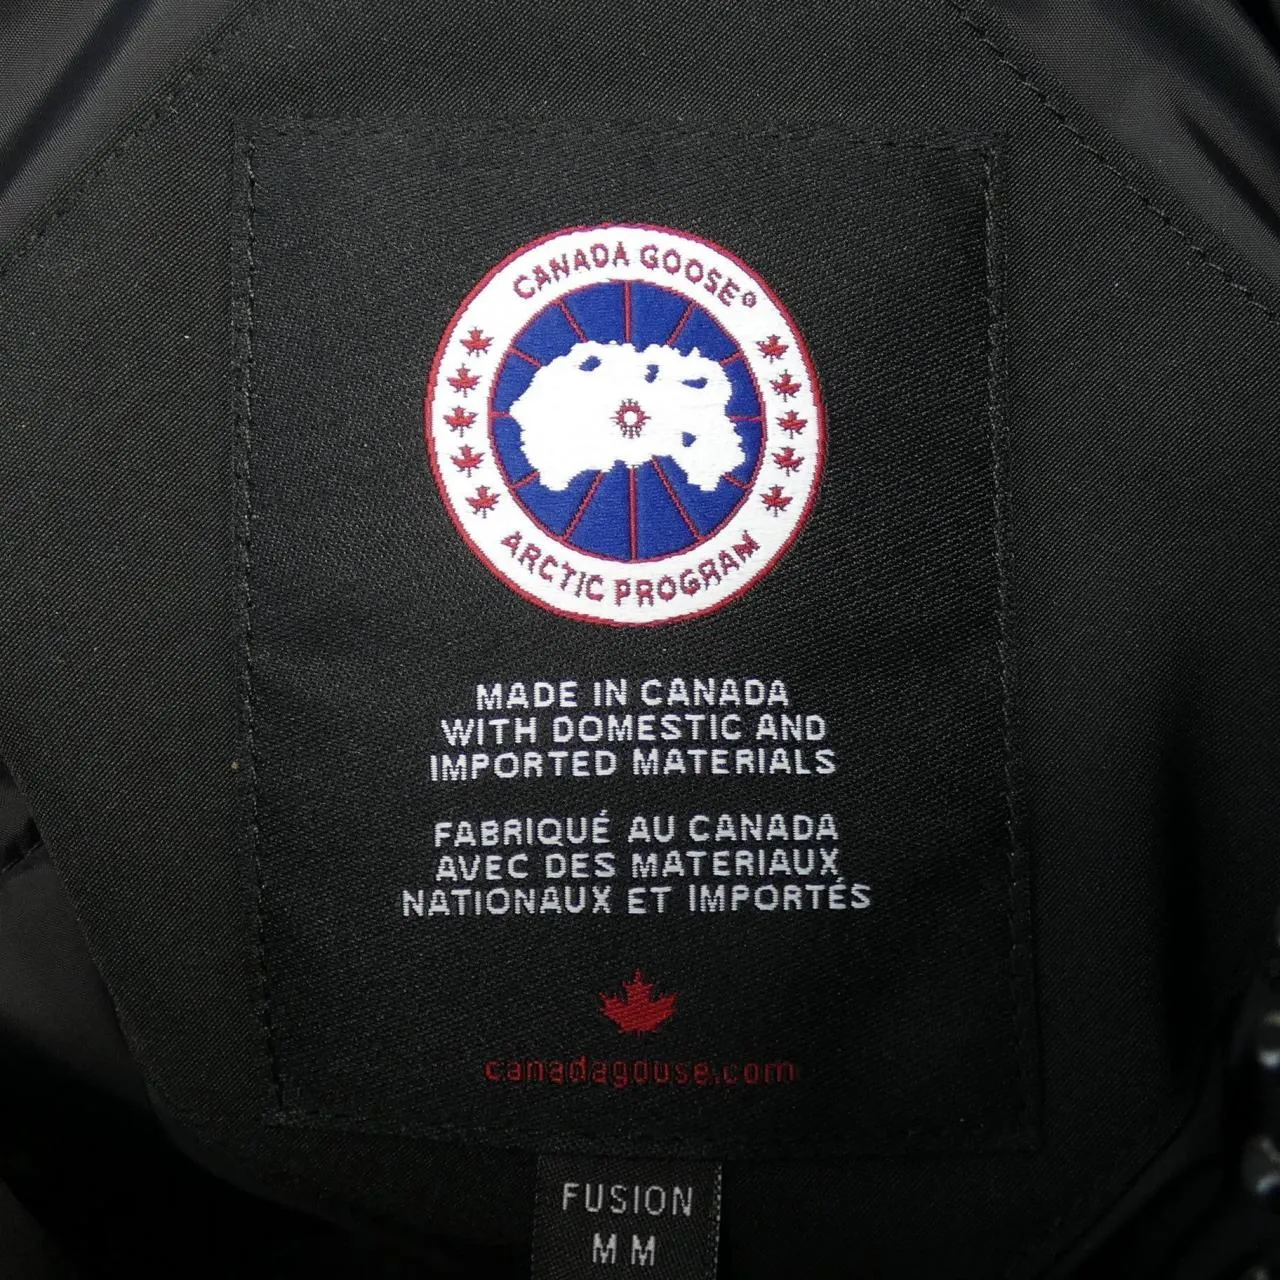 CANADA GOOSE®
ARCTIC PROGRAM
MADE IN CANADA
WITH DOMESTIC AND
IMPORTED MATERIALS
FABRIQUÉ AU CANADA
AVEC DES MATERIAUX
NATIONAUX ET IMPORTÉS
canadagouse.com
FUSION
M M